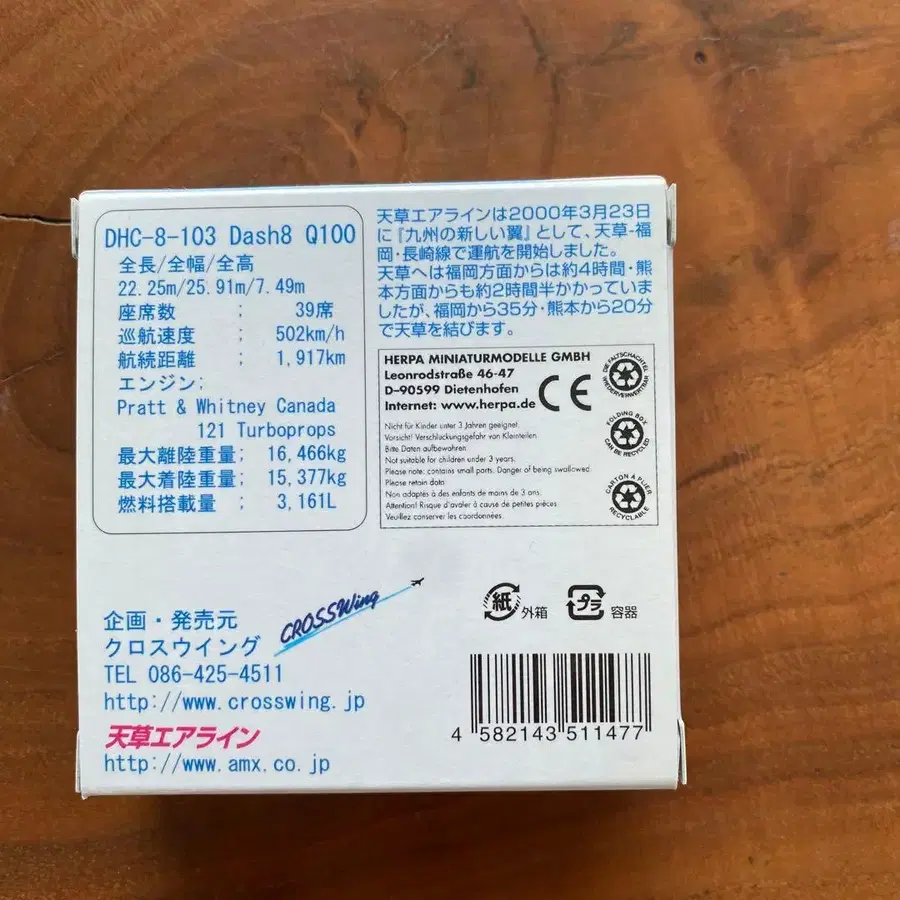 DHC-8-103 Dash8 Q100
全長/全幅/全高
22.25m/25.91m/7.49m
座席数 ; 39席
巡航速度 ; 502km/h
航続距離 ; 1,917km
エンジン;
Pratt & Whitney Canada
121 Turboprops
最大離陸重量; 16,466kg
最大着陸重量; 15,377kg
燃料搭載量 ; 3,161L
天草エアラインは2000年3月23日
に『九州の新しい翼』として、天草-福
岡・長崎線で運航を開始しました。
天草へは福岡方面からは約4時間・熊
本方面からも約2時間半かかっていま
したが、福岡から35分・熊本から20分
で天草を結びます。
HERPA MINIATURMODELLE GMBH
Leonrodstraße 46-47
D-90599 Dietenhofen
Internet: www.herpa.de
CE
Nicht für Kinder unter 3 Jahren geeignet.
Vorsicht! Verschluckungsgefahr von Kleinteilen.
Bitte Daten aufbewahren.
Not suitable for children under 3 years.
Please note: contains small parts. Danger of being swallowed.
Please retain data
Non adaptés à des enfants de moins de 3 ans.
Attention! Risque d'avaler à cause de petites pièces
Veuillez conserver les coordonnées.
DIE FALTSCHACHTEL
WIEDERVERWERTBAR
FOLDING BOX
CAN BE RECYCLED
CARTON A PLIER
RECYCLABLE
企画・発売元
クロスウイング
CROSSWing
TEL 086-425-4511
http://www.crosswing.jp
天草エアライン
http://www.amx.co.jp
紙 外箱
プラ 容器
4 582143 511477